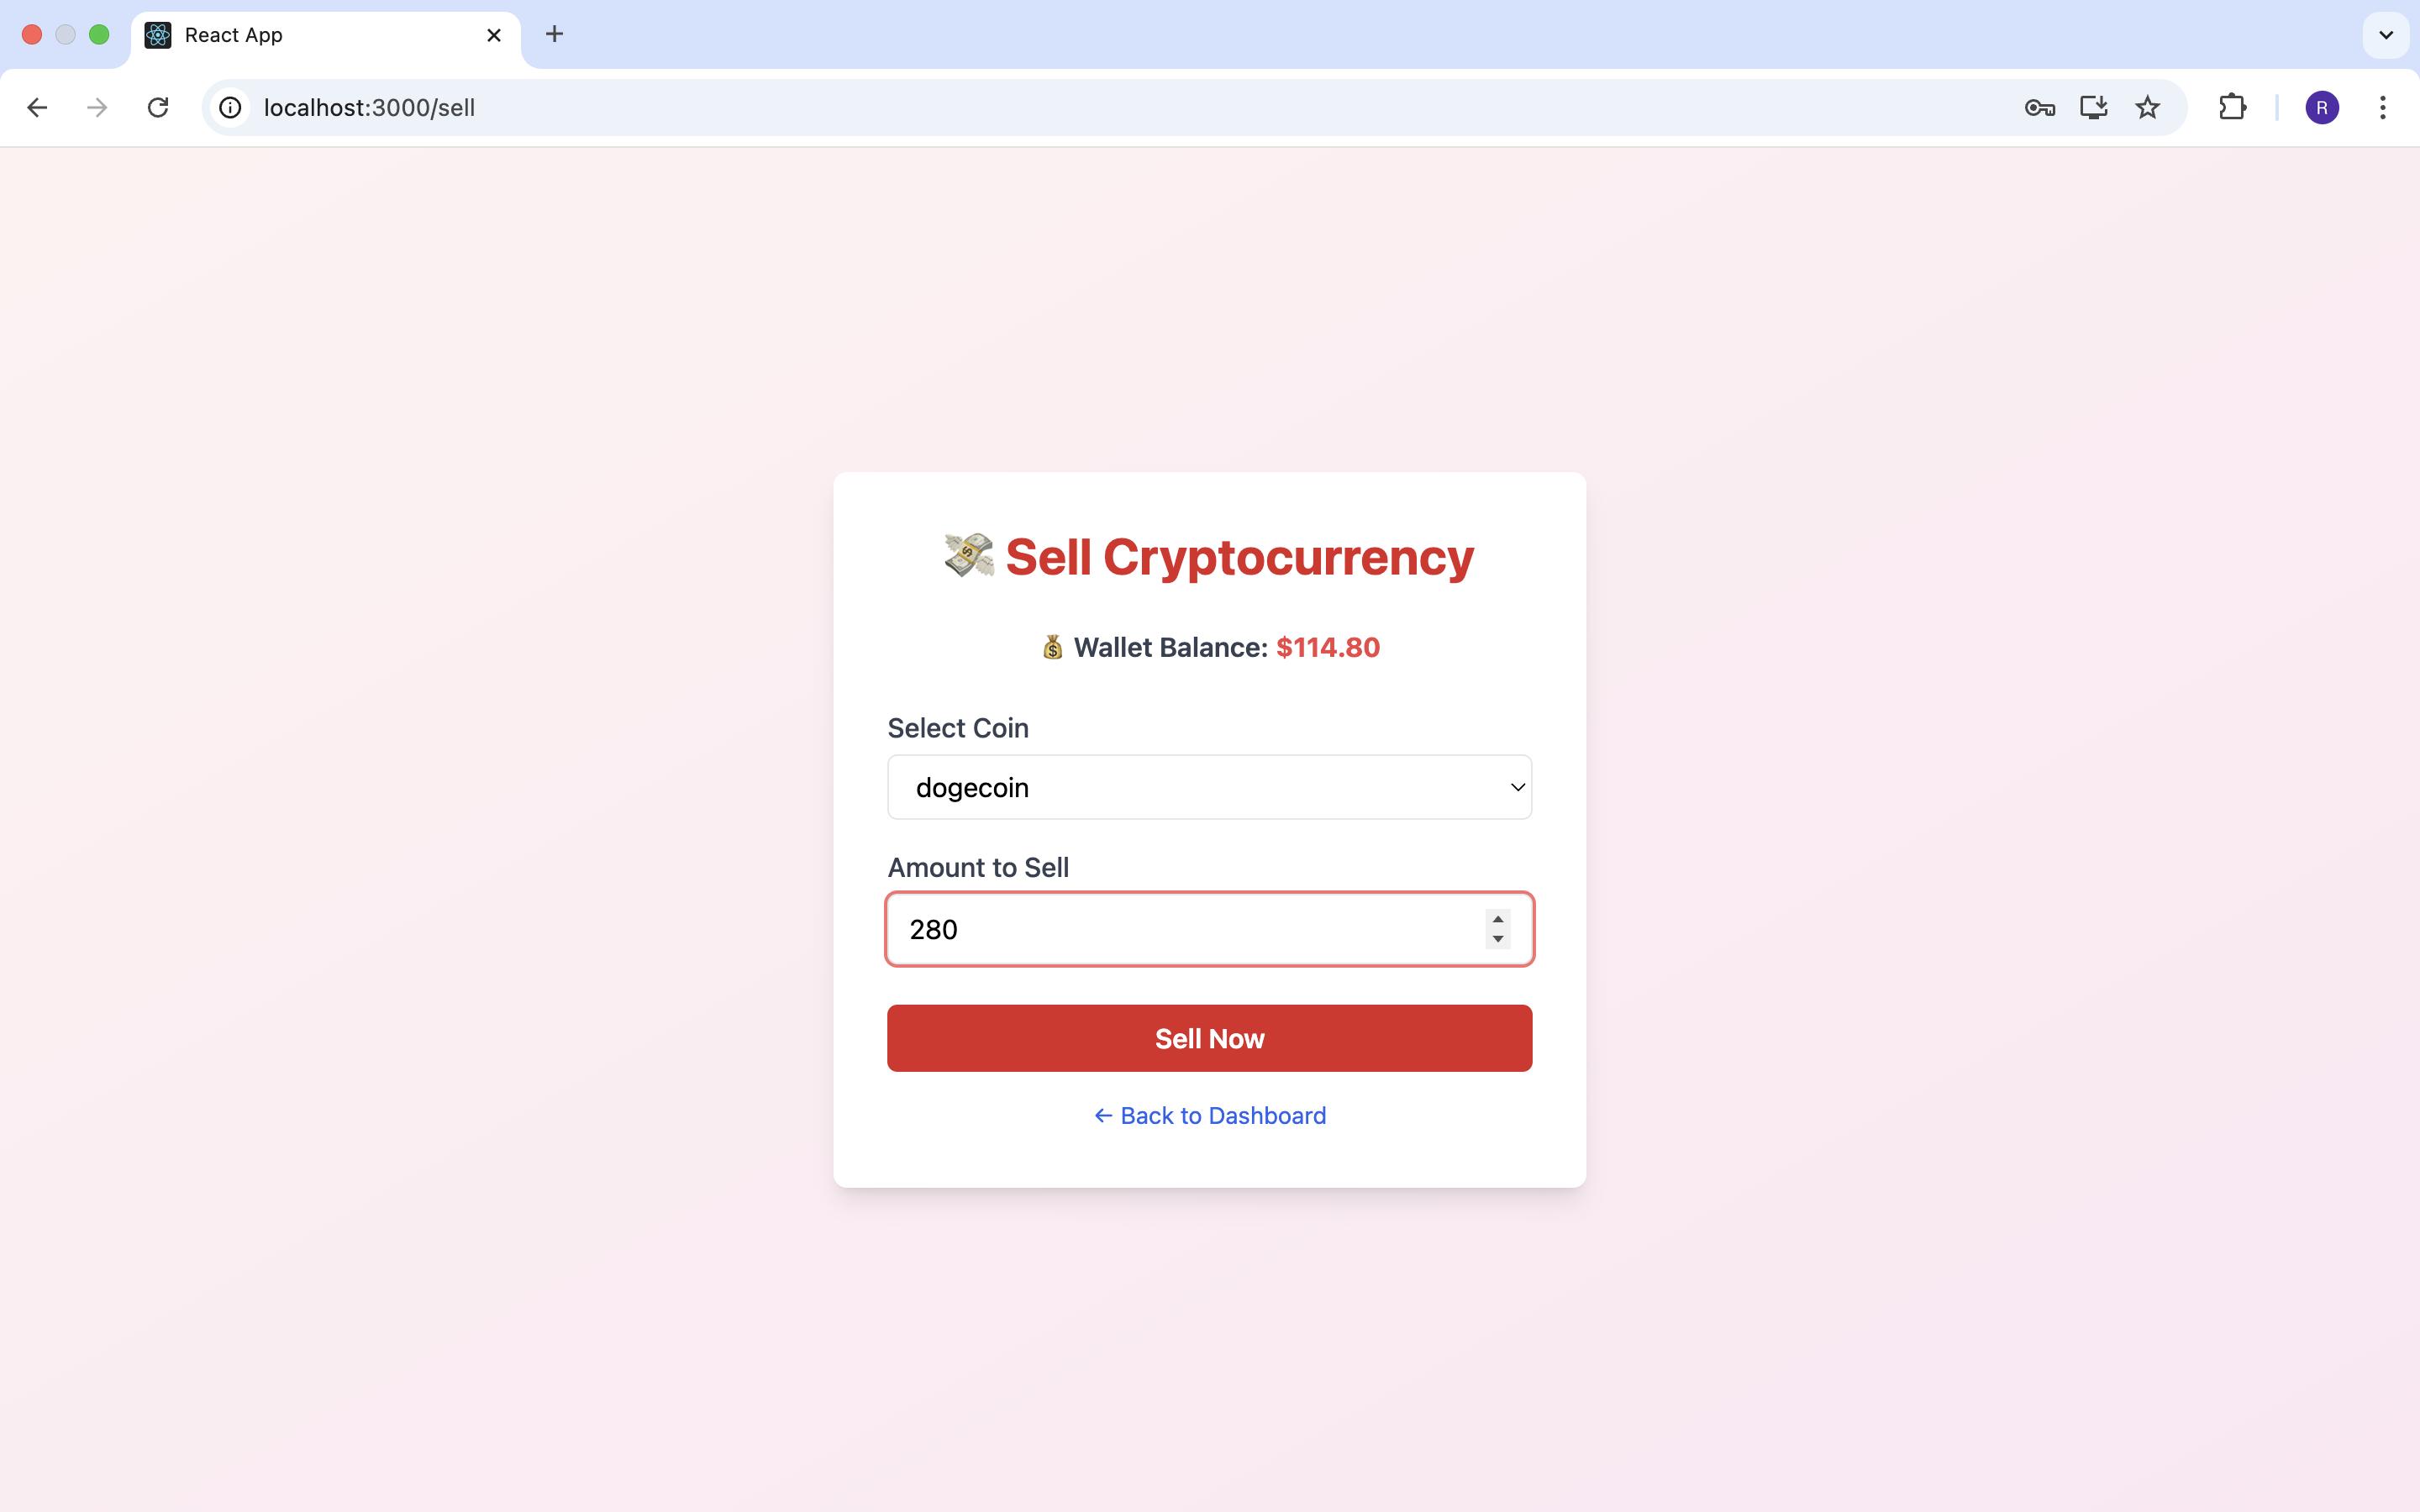 React App
localhost:3000/sell
R
💸 Sell Cryptocurrency
💰 Wallet Balance: $114.80
Select Coin
dogecoin
Amount to Sell
280
Sell Now
← Back to Dashboard